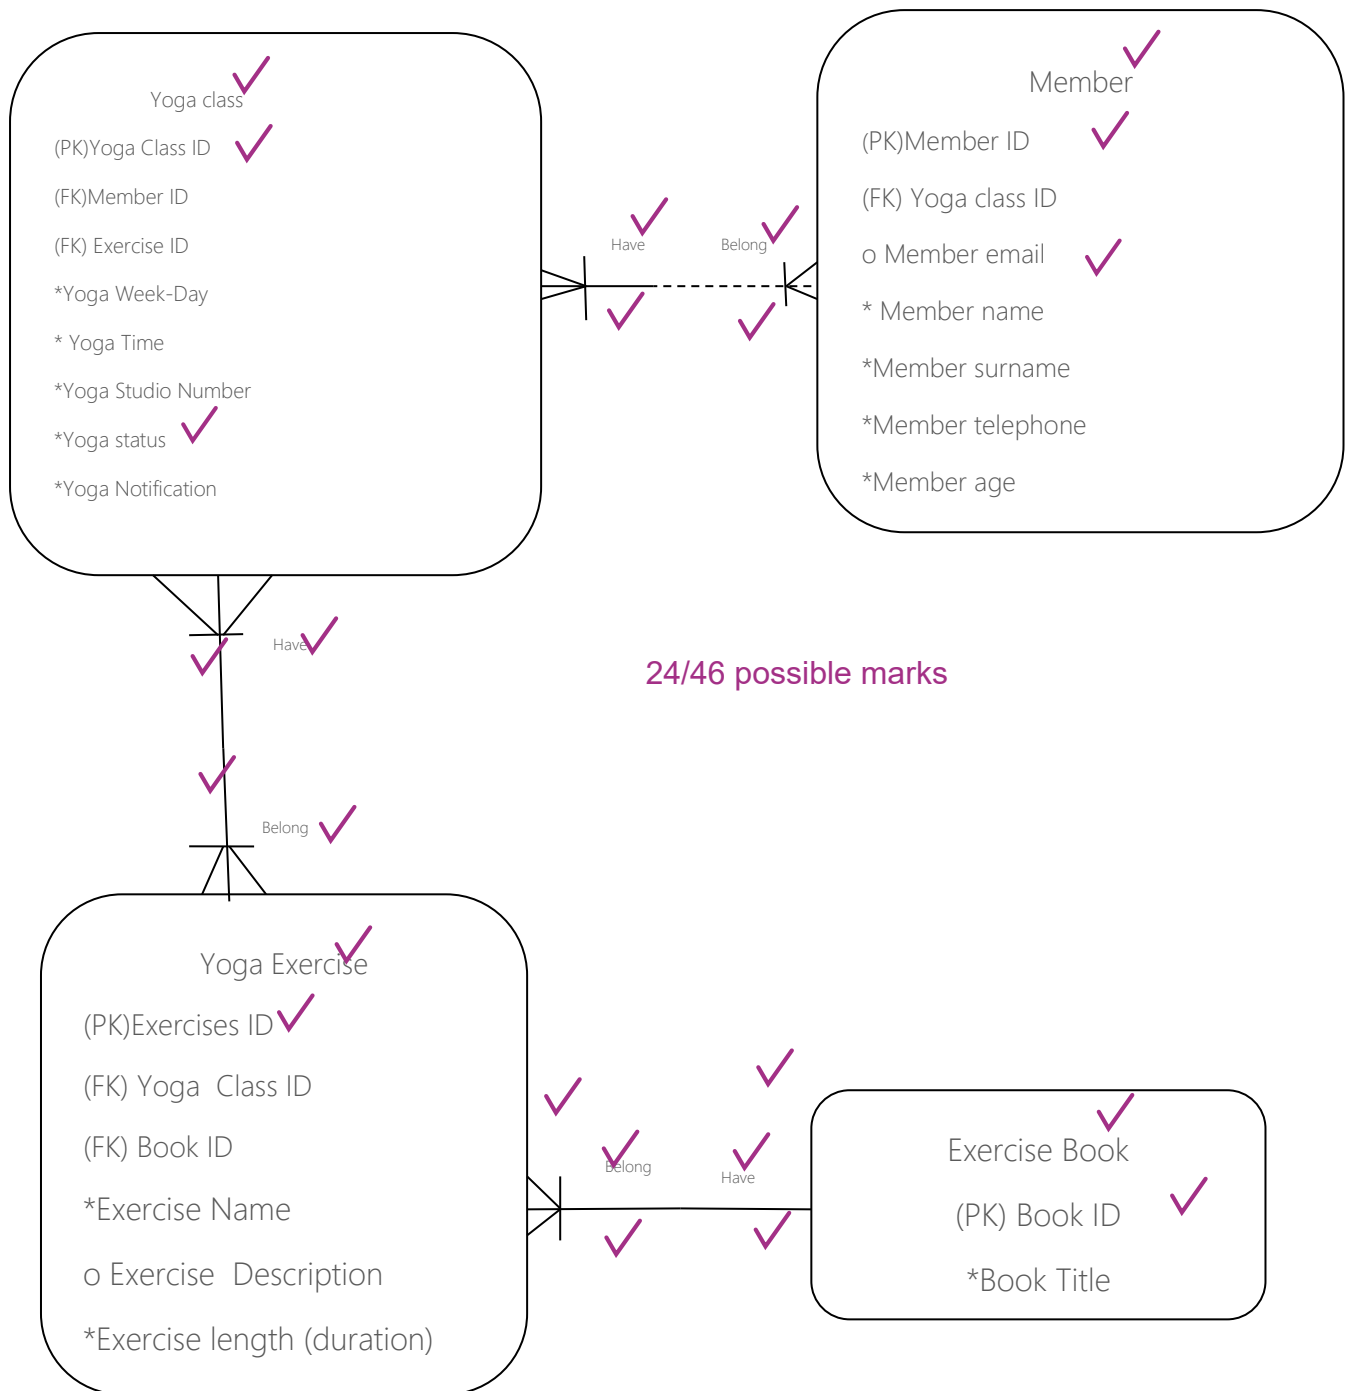 Yoga class
(PK)Yoga Class ID
(FK)Member ID
(FK) Exercise ID
*Yoga Week-Day
* Yoga Time
*Yoga Studio Number
*Yoga status
*Yoga Notification
Have
Belong
Member
(PK)Member ID
(FK) Yoga class ID
o Member email
* Member name
*Member surname
*Member telephone
*Member age
Have
24/46 possible marks
Belong
Yoga Exercise
(PK)Exercises ID
(FK) Yoga  Class ID
(FK) Book ID
*Exercise Name
o Exercise  Description
*Exercise length (duration)
Belong
Have
Exercise Book
(PK) Book ID
*Book Title